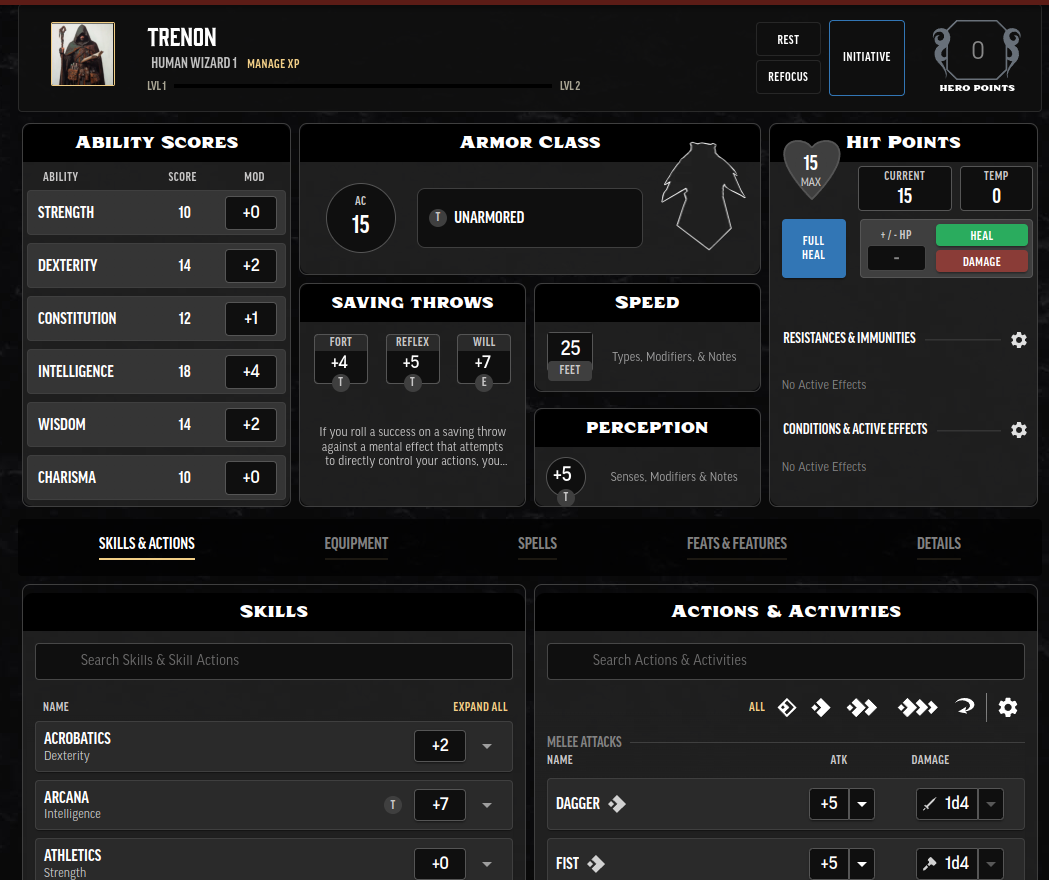 TRENON
HUMAN WIZARD 1 MANAGE XP
LVL 1 LVL 2
REST
REFOCUS
INITIATIVE
0
HERO POINTS
ABILITY SCORES
ABILITY SCORE MOD
STRENGTH 10 +0
DEXTERITY 14 +2
CONSTITUTION 12 +1
INTELLIGENCE 18 +4
WISDOM 14 +2
CHARISMA 10 +0
ARMOR CLASS
AC
15
T UNARMORED
SAVING THROWS
FORT REFLEX WILL
+4 +5 +7
T T E
If you roll a success on a saving throw
against a mental effect that attempts
to directly control your actions, you...
SPEED
25
FEET
Types, Modifiers, & Notes
PERCEPTION
+5
T
Senses, Modifiers & Notes
HIT POINTS
15
MAX
CURRENT
15
TEMP
0
FULL
HEAL
+ / - HP
–
HEAL
DAMAGE
RESISTANCES & IMMUNITIES
No Active Effects
CONDITIONS & ACTIVE EFFECTS
No Active Effects
SKILLS & ACTIONS EQUIPMENT SPELLS FEATS & FEATURES DETAILS
SKILLS
Search Skills & Skill Actions
NAME EXPAND ALL
ACROBATICS +2
Dexterity
ARCANA T +7
Intelligence
ATHLETICS +0
Strength
ACTIONS & ACTIVITIES
Search Actions & Activities
ALL
MELEE ATTACKS
NAME ATK DAMAGE
DAGGER +5 1d4
FIST +5 1d4